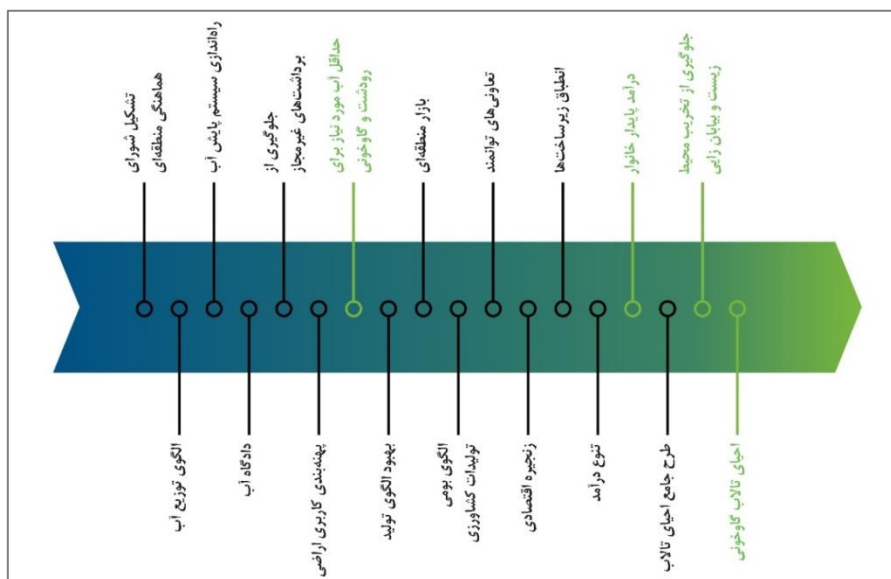 تشکیل شورای
هماهنگی منطقه‌ای
الگوی توزیع آب
راه‌اندازی سیستم پایش آب
دادگاه آب
جلوگیری از
برداشت‌های غیرمجاز
پهنه‌بندی کاربری اراضی
حداقل آب مورد نیاز برای
رودشت و گاوخونی
بهبود الگوی تولید
بازار منطقه‌ای
الگوی بومی
تولیدات کشاورزی
تعاونی‌های توانمند
زنجیره اقتصادی
انطباق زیرساخت‌ها
تنوع درآمد
درآمد پایدار خانوار
طرح جامع احیای تالاب
جلوگیری از تخریب محیط
زیست و بیابان زایی
احیای تالاب گاوخونی